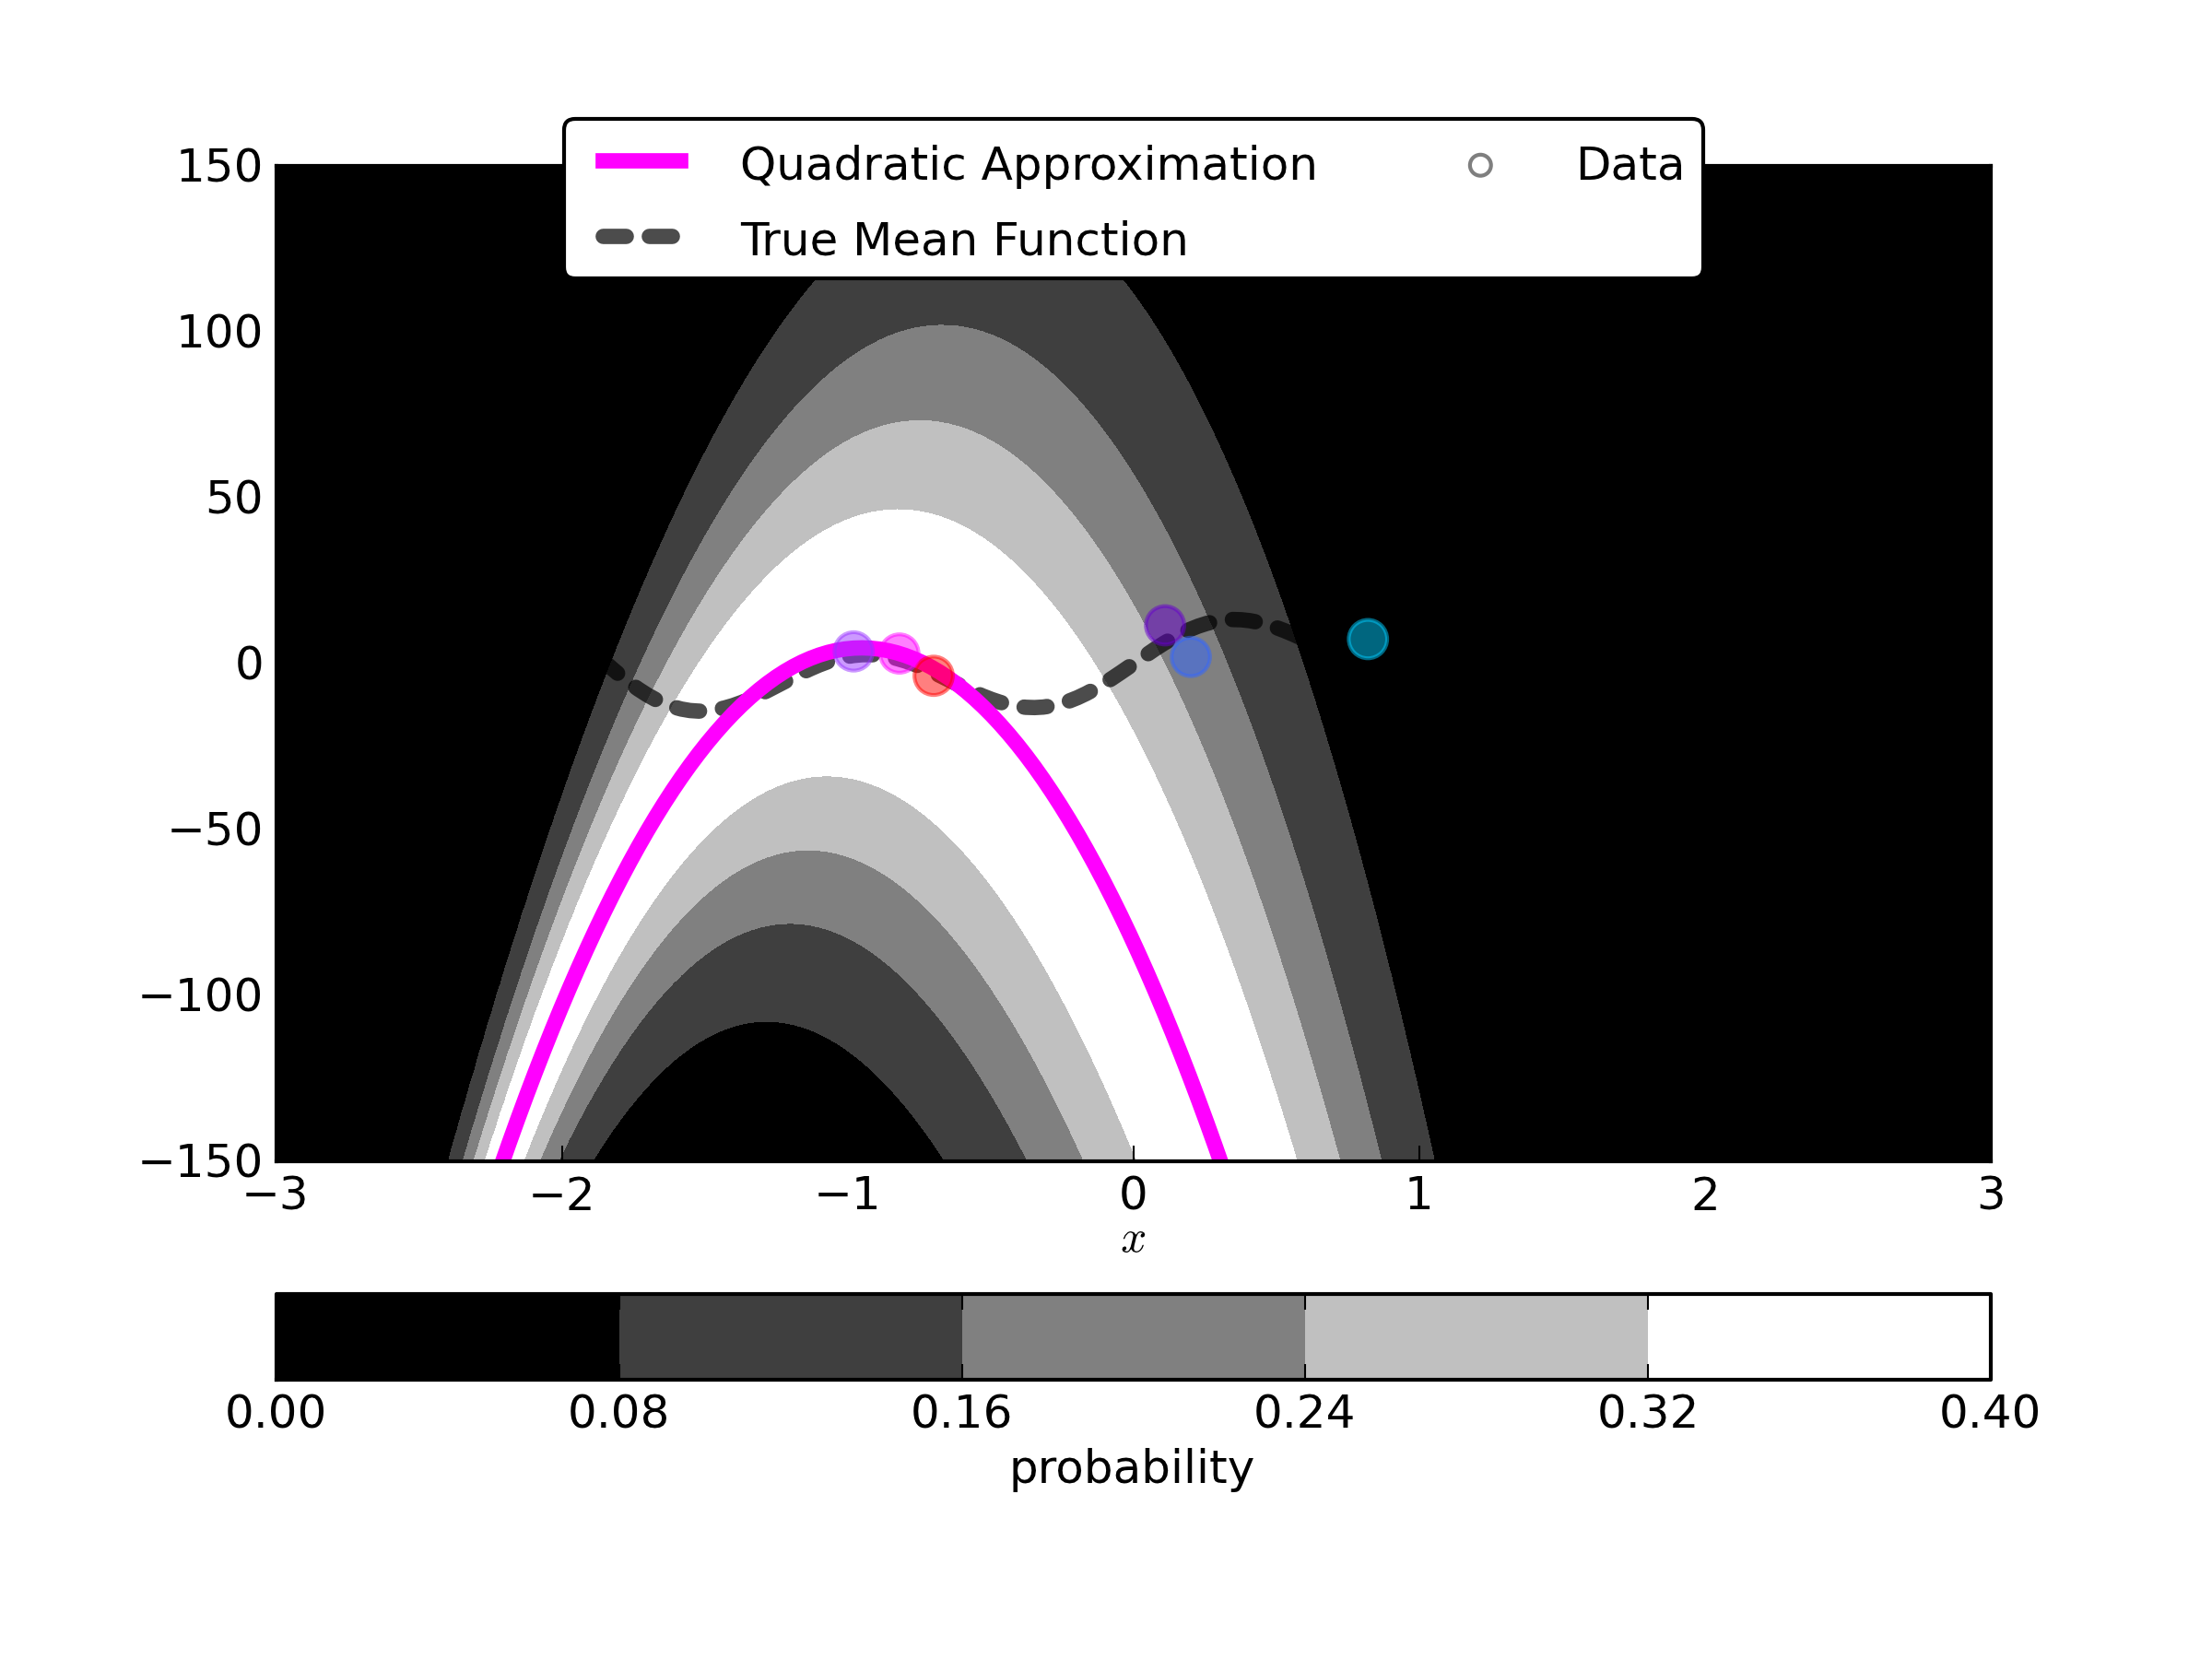 Quadratic Approximation
Data
True Mean Function
150
100
50
0
−50
−100
−150
−3 −2 −1 0 1 2 3
x
0.00 0.08 0.16 0.24 0.32 0.40
probability